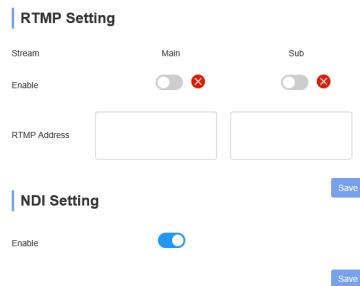 RTMP Setting
Stream Main Sub
Enable
RTMP Address
Save
NDI Setting
Enable
Save